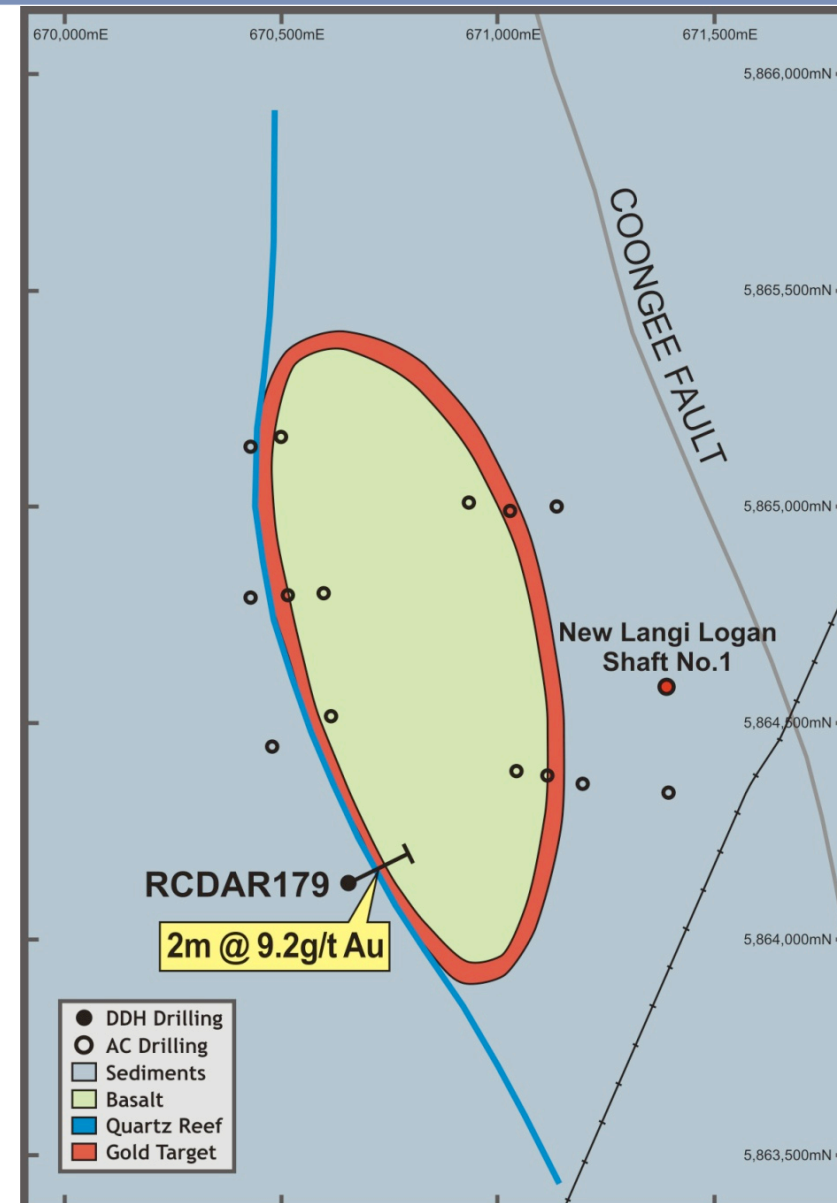 670,000mE
670,500mE
671,000mE
671,500mE
5,866,000mN
COONGEE FAULT
5,865,500mN
5,865,000mN
New Langi Logan
Shaft No.1
5,864,500mN
RCDAR179
2m @ 9.2g/t Au
5,864,000mN
DDH Drilling
AC Drilling
Sediments
Basalt
Quartz Reef
Gold Target
5,863,500mN